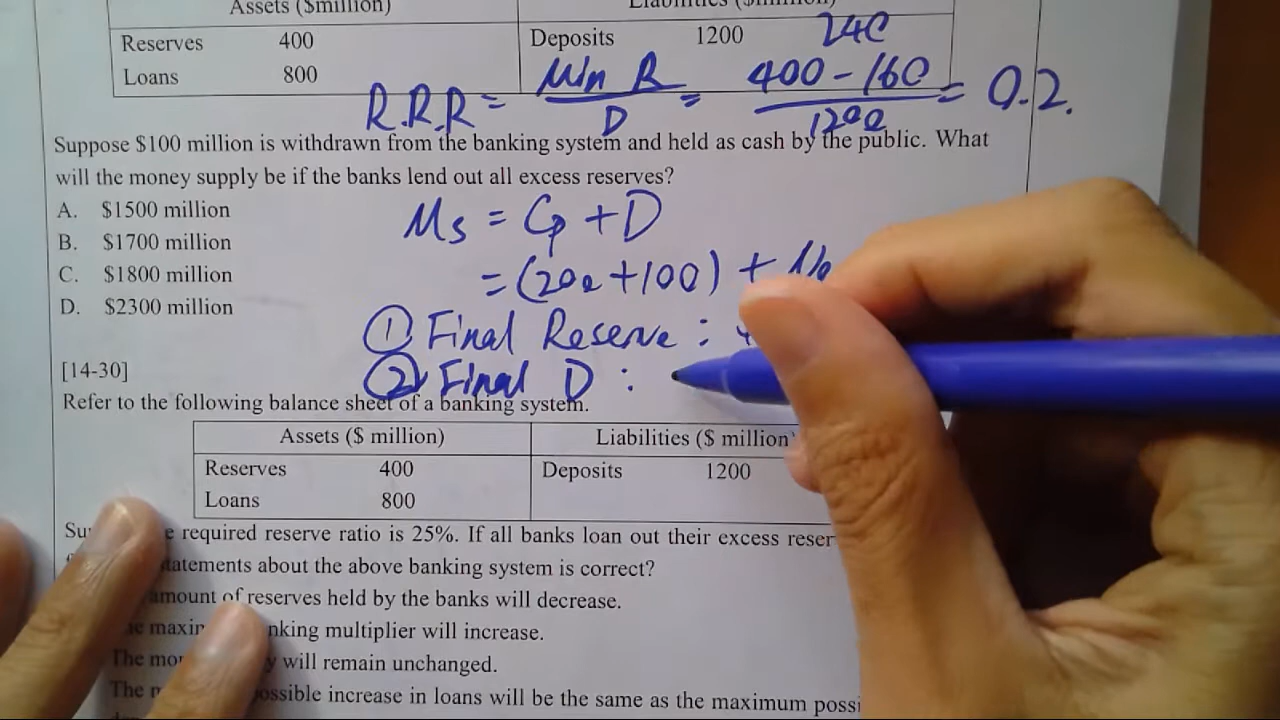 Assets ($million) Liabilities ($million)
Reserves 400 Deposits 1200 240
Loans 800
R.R.R = Min R / D = 400 - 160 / 1200 = 0.2.
Suppose $100 million is withdrawn from the banking system and held as cash by the public. What
will the money supply be if the banks lend out all excess reserves?
A. $1500 million
B. $1700 million
C. $1800 million
D. $2300 million
Ms = Cp + D
= (200 + 100) +
① Final Reserve :
② Final D :
[14-30]
Refer to the following balance sheet of a banking system.
Assets ($ million) Liabilities ($ million)
Reserves 400 Deposits 1200
Loans 800
required reserve ratio is 25%. If all banks loan out their excess
statements about the above banking system is correct?
amount of reserves held by the banks will decrease.
banking multiplier will increase.
The will remain unchanged.
The possible increase in loans will be the same as the maximum